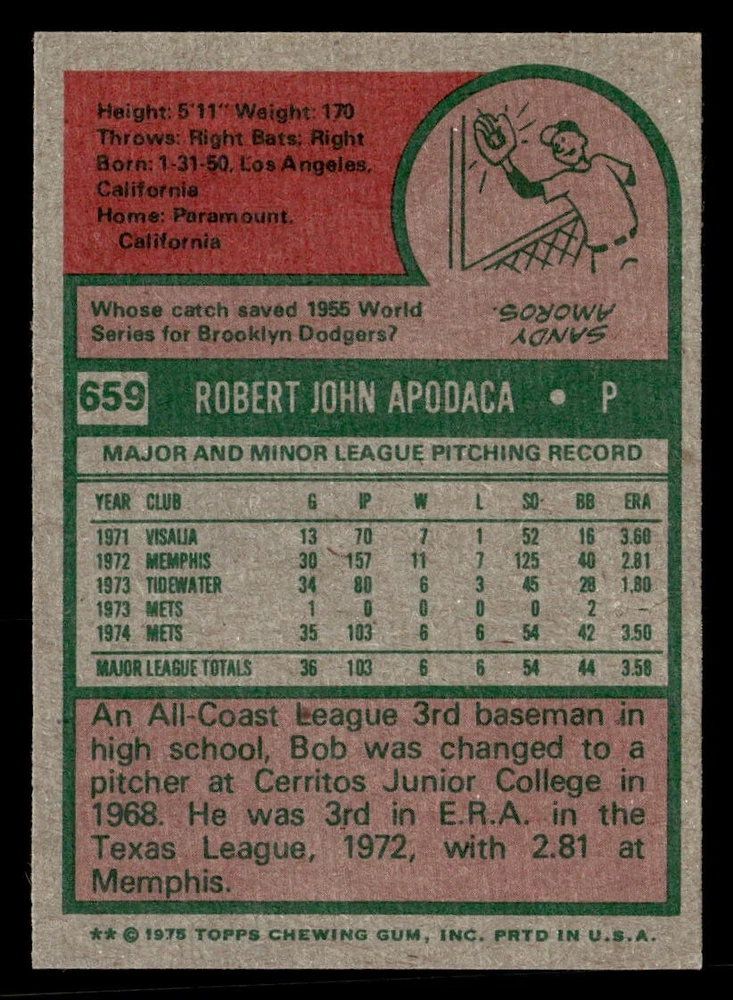 Height: 5'11" Weight: 170
Throws: Right Bats: Right
Born: 1-31-50, Los Angeles,
California
Home: Paramount,
California
Whose catch saved 1955 World
Series for Brooklyn Dodgers?
SANDY
AMOROS.
659 ROBERT JOHN APODACA • P
MAJOR AND MINOR LEAGUE PITCHING RECORD
YEAR CLUB G IP W L SO BB ERA
1971 VISALIA 13 70 7 1 52 16 3.60
1972 MEMPHIS 30 157 11 7 125 40 2.81
1973 TIDEWATER 34 80 6 3 45 28 1.80
1973 METS 1 0 0 0 0 2 —
1974 METS 35 103 6 6 54 42 3.50
MAJOR LEAGUE TOTALS 36 103 6 6 54 44 3.58
An All-Coast League 3rd baseman in
high school, Bob was changed to a
pitcher at Cerritos Junior College in
1968. He was 3rd in E.R.A. in the
Texas League, 1972, with 2.81 at
Memphis.
** © 1975 TOPPS CHEWING GUM, INC. PRTD IN U.S.A.